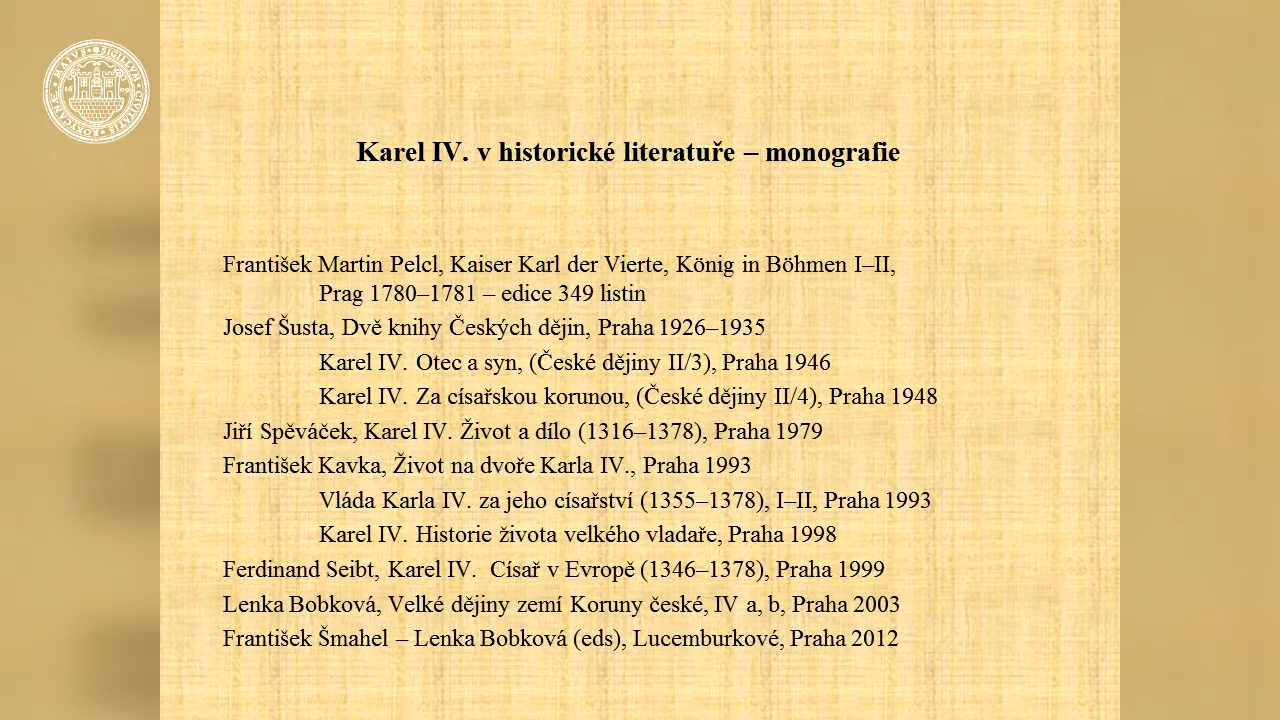 MAIVS SIGILLVM CIVITATIS ROKYCANE
Karel IV. v historické literatuře – monografie
František Martin Pelcl, Kaiser Karl der Vierte, König in Böhmen I–II,
Prag 1780–1781 – edice 349 listin
Josef Šusta, Dvě knihy Českých dějin, Praha 1926–1935
Karel IV. Otec a syn, (České dějiny II/3), Praha 1946
Karel IV. Za císařskou korunou, (České dějiny II/4), Praha 1948
Jiří Spěváček, Karel IV. Život a dílo (1316–1378), Praha 1979
František Kavka, Život na dvoře Karla IV., Praha 1993
Vláda Karla IV. za jeho císařství (1355–1378), I–II, Praha 1993
Karel IV. Historie života velkého vladaře, Praha 1998
Ferdinand Seibt, Karel IV.  Císař v Evropě (1346–1378), Praha 1999
Lenka Bobková, Velké dějiny zemí Koruny české, IV a, b, Praha 2003
František Šmahel – Lenka Bobková (eds), Lucemburkové, Praha 2012